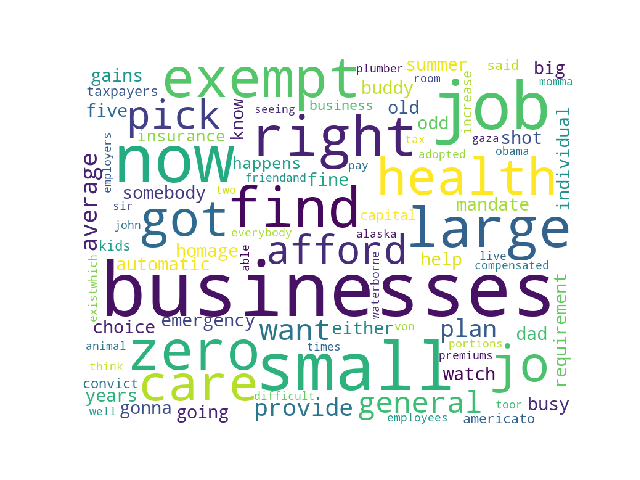 plumber summer said big
gains exempt room momma
taxpayers buddy increase job
five pick know seeing business old odd gaza shot individual
insurance right tax obama
now happens friendand fine pay adopted
employers average somebody find health mandate
sir two capital
john got everybody alaska large
kids homage able afford help live
automatic waterborne compensated
existwhich businesses requirement
choice emergency want either von plan dad
zero times portions
animal small premiums jo
think care watch
convict difficult
years gonna going provide general toor busy
well employees americato